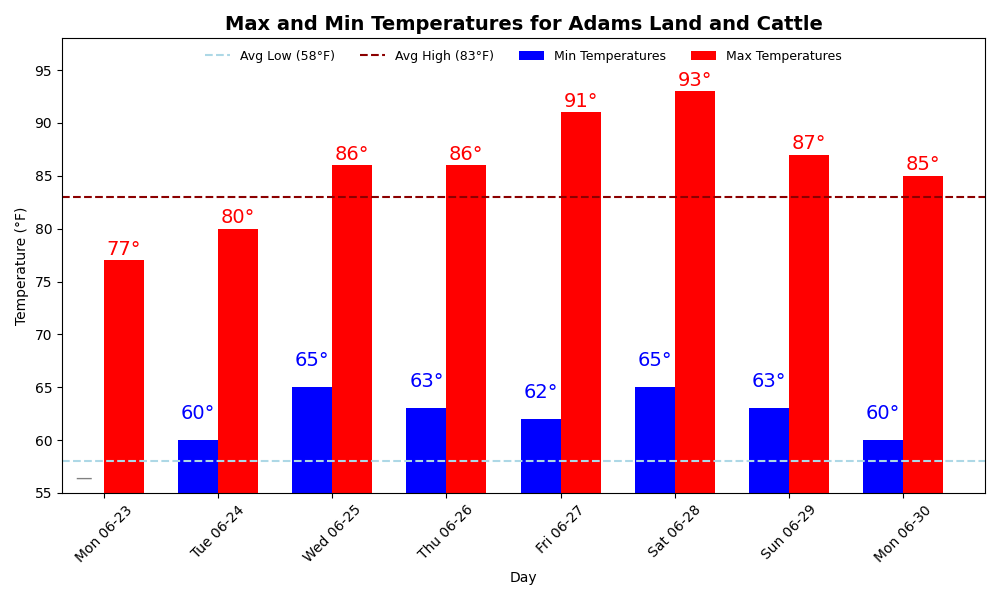 Max and Min Temperatures for Adams Land and Cattle
Avg Low (58°F) Avg High (83°F) Min Temperatures Max Temperatures
Temperature (°F)
95
90
85
80
75
70
65
60
55
77°
60°
80°
65°
86°
63°
86°
62°
91°
65°
93°
63°
87°
60°
85°
—
Mon 06-23
Tue 06-24
Wed 06-25
Thu 06-26
Fri 06-27
Sat 06-28
Sun 06-29
Mon 06-30
Day